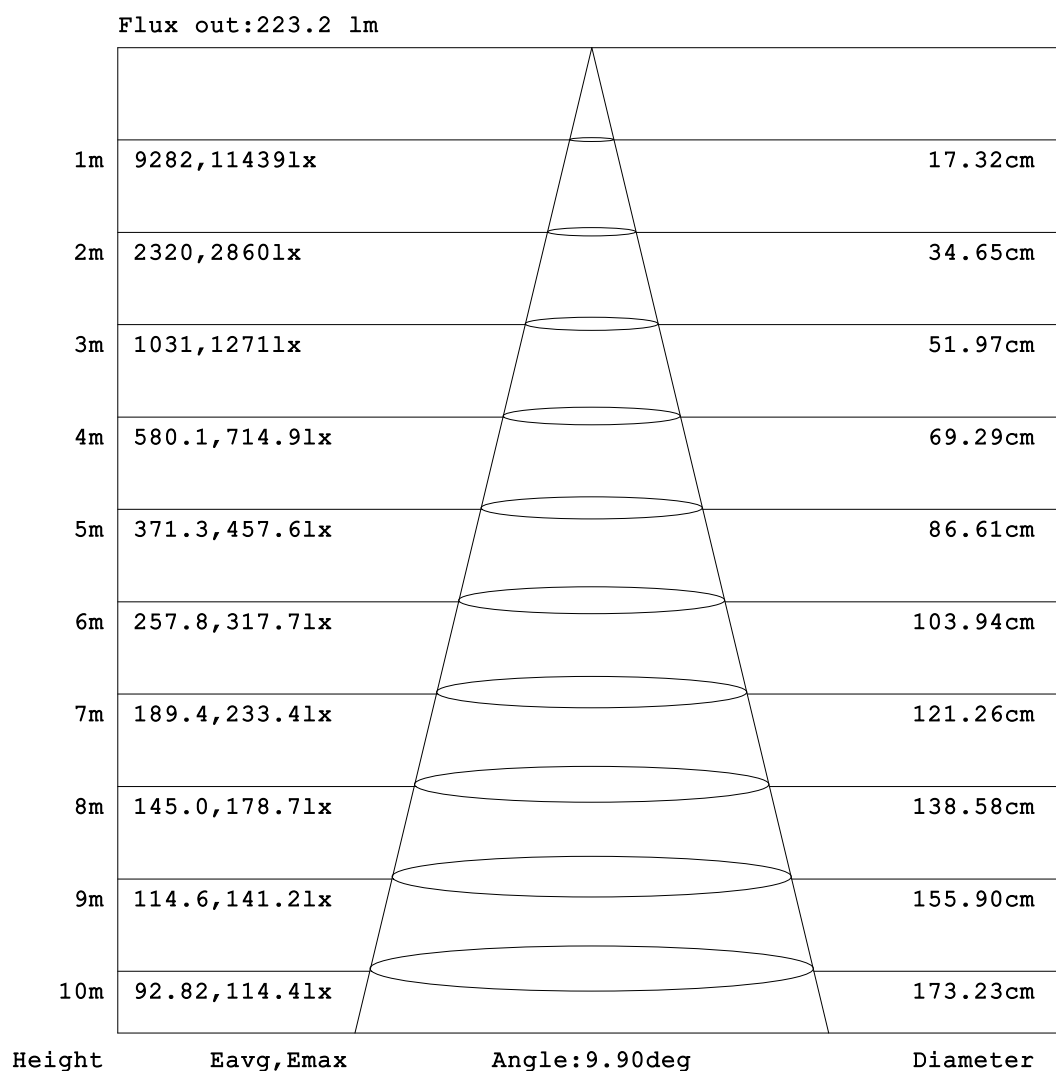 Flux out:223.2 lm
1m 9282,11439lx 17.32cm
2m 2320,2860lx 34.65cm
3m 1031,1271lx 51.97cm
4m 580.1,714.9lx 69.29cm
5m 371.3,457.6lx 86.61cm
6m 257.8,317.7lx 103.94cm
7m 189.4,233.4lx 121.26cm
8m 145.0,178.7lx 138.58cm
9m 114.6,141.2lx 155.90cm
10m 92.82,114.4lx 173.23cm
Height Eavg,Emax Angle:9.90deg Diameter